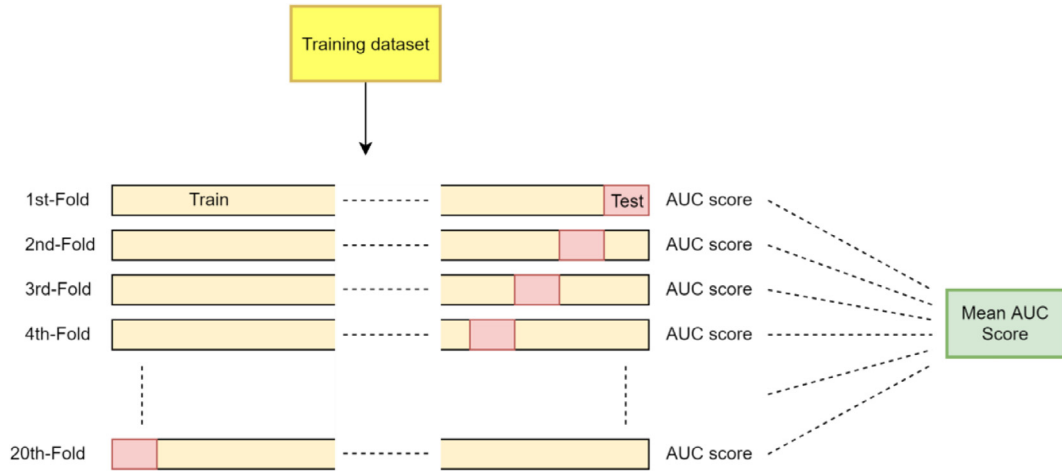 Training dataset
1st-Fold
Train
Test
AUC score
2nd-Fold
AUC score
3rd-Fold
AUC score
4th-Fold
AUC score
Mean AUC
Score
20th-Fold
AUC score